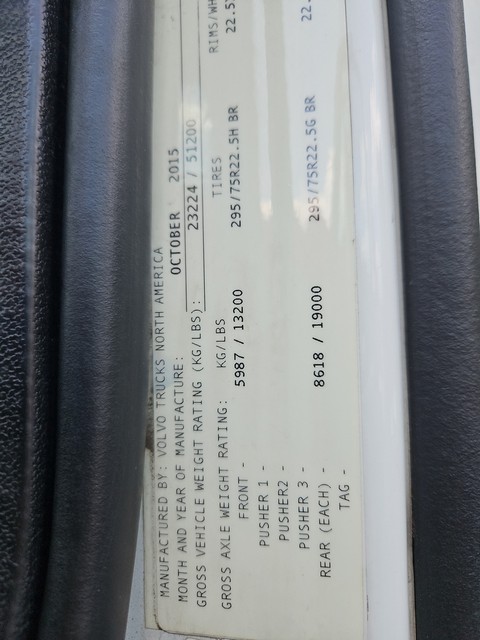 MANUFACTURED BY: VOLVO TRUCKS NORTH AMERICA
MONTH AND YEAR OF MANUFACTURE: OCTOBER 2015
GROSS VEHICLE WEIGHT RATING (KG/LBS): 23224 / 51200
GROSS AXLE WEIGHT RATING: KG/LBS TIRES RIMS/WH
FRONT - 5987 / 13200 295/75R22.5H BR 22.5
PUSHER 1 -
PUSHER2 -
PUSHER 3 -
REAR (EACH) - 8618 / 19000 295/75R22.5G BR 22.
TAG -